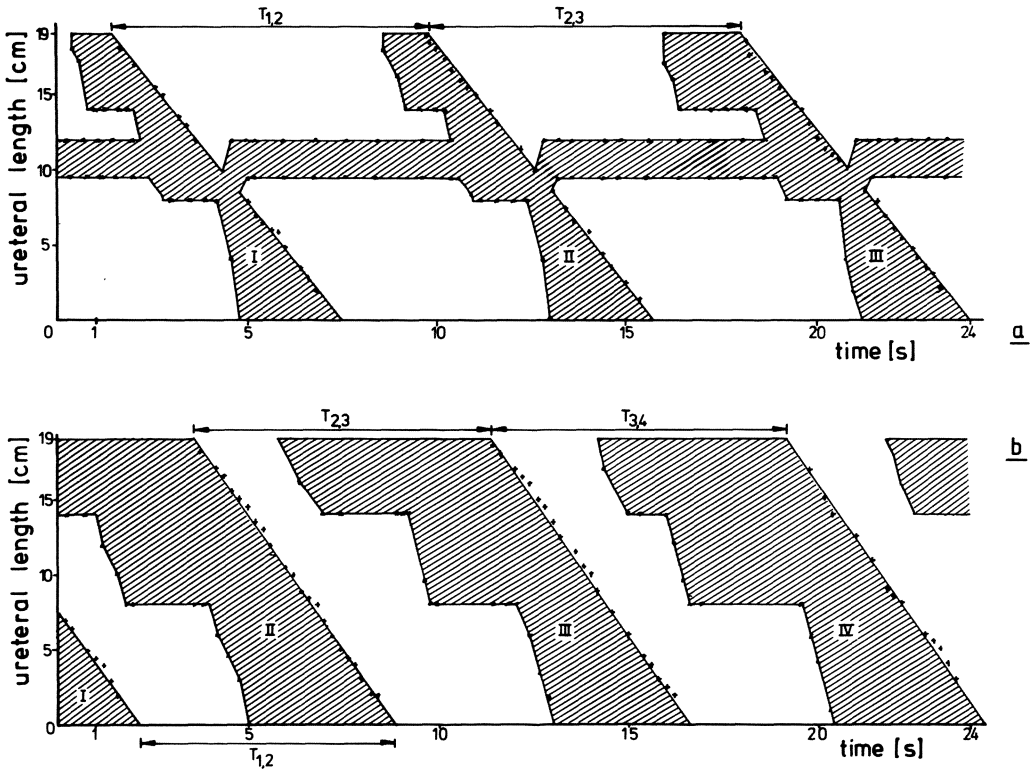 T1,2 T2,3
ureteral length [cm]
19
15
10
5
I II III
0 1 5 10 15 20 24
time [s]
a
T2,3 T3,4
ureteral length [cm]
19
15
10
5
0
I II III IV
1 5 10 15 20 24
time [s]
T1,2
b